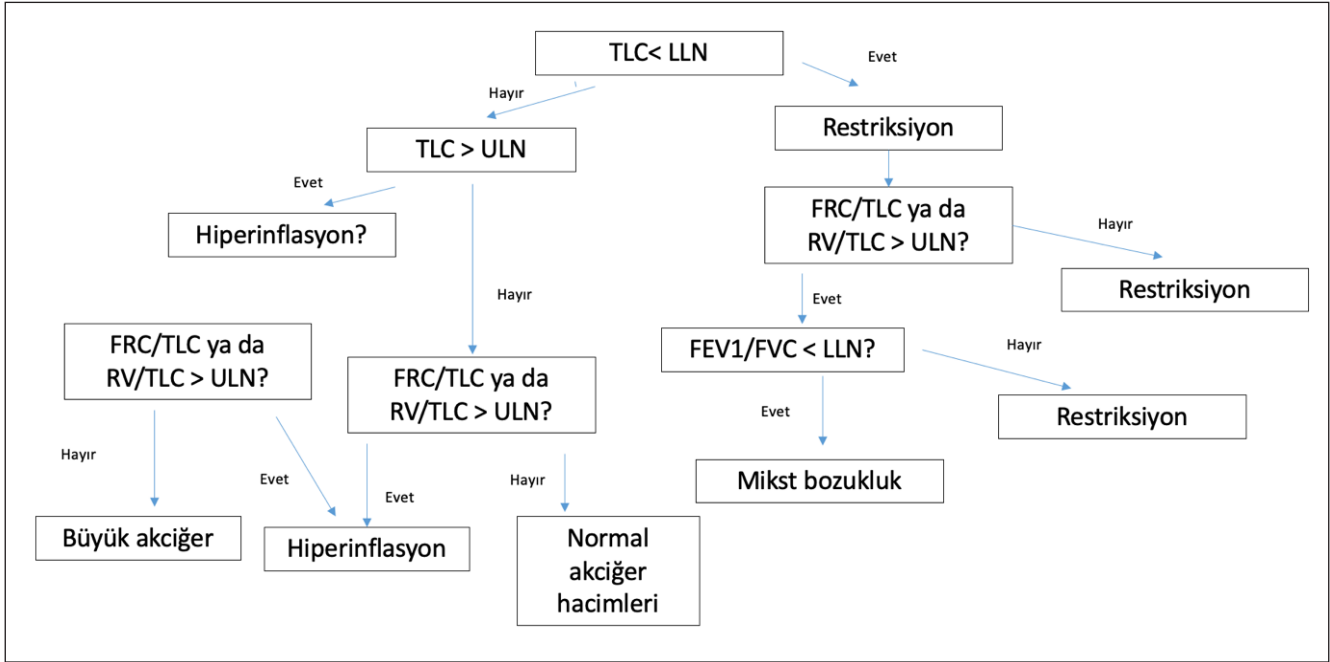 TLC< LLN
Evet
Hayır
Restriksiyon
TLC > ULN
Evet
Hiperinflasyon?
FRC/TLC ya da
RV/TLC > ULN?
Hayır
Restriksiyon
Hayır
Evet
FRC/TLC ya da
RV/TLC > ULN?
FRC/TLC ya da
RV/TLC > ULN?
FEV1/FVC < LLN?
Hayır
Restriksiyon
Evet
Hayır
Evet
Evet
Hayır
Mikst bozukluk
Büyük akciğer
Hiperinflasyon
Normal
akciğer
hacimleri